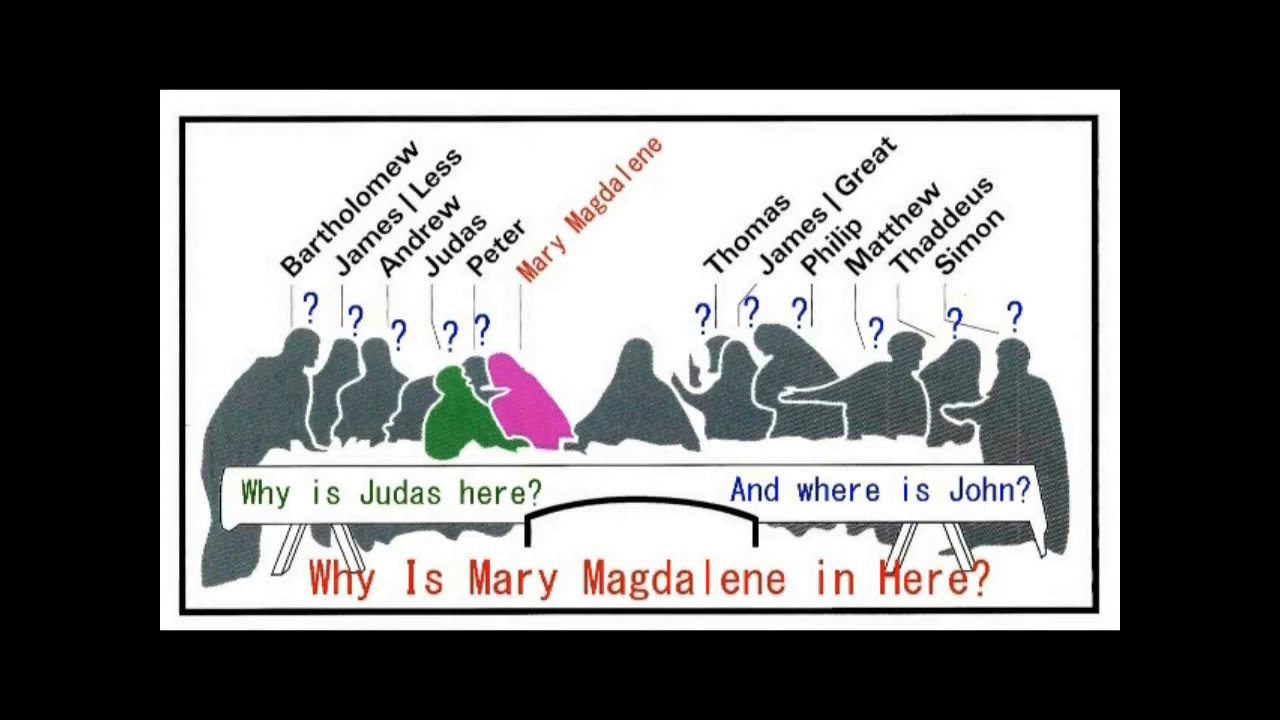 Bartholomew
James | Less
Andrew
Judas
Peter
Mary Magdalene
Thomas
James | Great
Philip
Matthew
Thaddeus
Simon
? ? ? ? ? ? ? ? ? ? ?
Why is Judas here?
And where is John?
Why Is Mary Magdalene in Here?